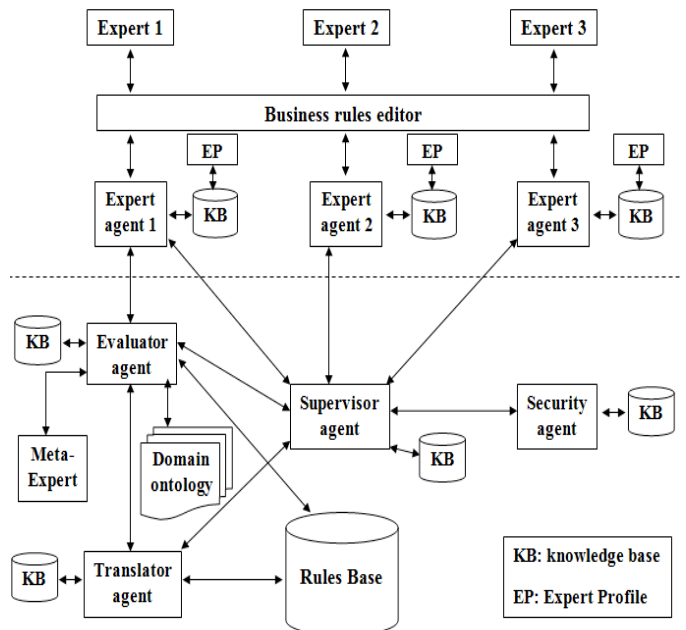 Expert 1
Expert 2
Expert 3
Business rules editor
EP
EP
EP
Expert
agent 1
KB
Expert
agent 2
KB
Expert
agent 3
KB
KB
Evaluator
agent
Supervisor
agent
Security
agent
KB
Meta-
Expert
Domain
ontology
KB
KB
Translator
agent
Rules Base
KB: knowledge base
EP: Expert Profile